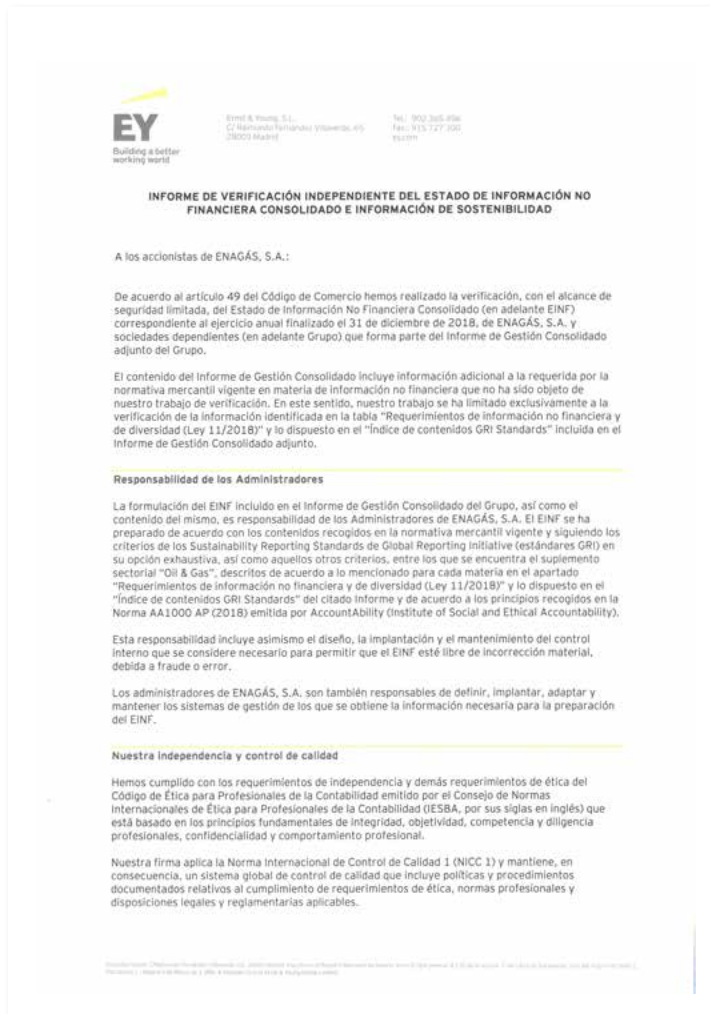 EY
Building a better
working world
Ernst & Young, S.L.
C/ Raimundo Fernández Villaverde, 65
28003 Madrid
Tel.: 902 365 456
Fax: 915 727 300
ey.com
INFORME DE VERIFICACIÓN INDEPENDIENTE DEL ESTADO DE INFORMACIÓN NO
FINANCIERA CONSOLIDADO E INFORMACIÓN DE SOSTENIBILIDAD
A los accionistas de ENAGÁS, S.A.:
De acuerdo al artículo 49 del Código de Comercio hemos realizado la verificación, con el alcance de
seguridad limitada, del Estado de Información No Financiera Consolidado (en adelante EINF)
correspondiente al ejercicio anual finalizado el 31 de diciembre de 2018, de ENAGÁS, S.A. y
sociedades dependientes (en adelante Grupo) que forma parte del Informe de Gestión Consolidado
adjunto del Grupo.
El contenido del Informe de Gestión Consolidado incluye información adicional a la requerida por la
normativa mercantil vigente en materia de información no financiera que no ha sido objeto de
nuestro trabajo de verificación. En este sentido, nuestro trabajo se ha limitado exclusivamente a la
verificación de la información identificada en la tabla "Requerimientos de información no financiera y
de diversidad (Ley 11/2018)" y lo dispuesto en el "Índice de contenidos GRI Standards" incluida en el
Informe de Gestión Consolidado adjunto.
Responsabilidad de los Administradores
La formulación del EINF incluido en el Informe de Gestión Consolidado del Grupo, así como el
contenido del mismo, es responsabilidad de los Administradores de ENAGÁS, S.A. El EINF se ha
preparado de acuerdo con los contenidos recogidos en la normativa mercantil vigente y siguiendo los
criterios de los Sustainability Reporting Standards de Global Reporting Initiative (estándares GRI) en
su opción exhaustiva, así como aquellos otros criterios, entre los que se encuentra el suplemento
sectorial "Oil & Gas", descritos de acuerdo a lo mencionado para cada materia en el apartado
"Requerimientos de información no financiera y de diversidad (Ley 11/2018)" y lo dispuesto en el
"Índice de contenidos GRI Standards" del citado Informe y de acuerdo a los principios recogidos en la
Norma AA1000 AP (2018) emitida por AccountAbility (Institute of Social and Ethical Accountability).
Esta responsabilidad incluye asimismo el diseño, la implantación y el mantenimiento del control
interno que se considere necesario para permitir que el EINF esté libre de incorrección material,
debida a fraude o error.
Los administradores de ENAGÁS, S.A. son también responsables de definir, implantar, adaptar y
mantener los sistemas de gestión de los que se obtiene la información necesaria para la preparación
del EINF.
Nuestra independencia y control de calidad
Hemos cumplido con los requerimientos de independencia y demás requerimientos de ética del
Código de Ética para Profesionales de la Contabilidad emitido por el Consejo de Normas
Internacionales de Ética para Profesionales de la Contabilidad (IESBA, por sus siglas en inglés) que
está basado en los principios fundamentales de integridad, objetividad, competencia y diligencia
profesionales, confidencialidad y comportamiento profesional.
Nuestra firma aplica la Norma Internacional de Control de Calidad 1 (NICC 1) y mantiene, en
consecuencia, un sistema global de control de calidad que incluye políticas y procedimientos
documentados relativos al cumplimiento de requerimientos de ética, normas profesionales y
disposiciones legales y reglamentarias aplicables.